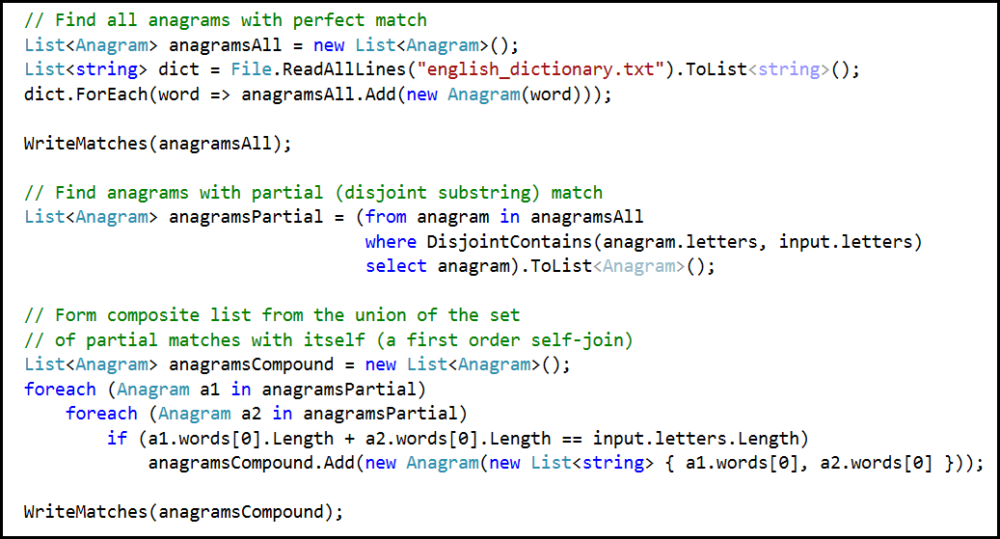 // Find all anagrams with perfect match
List<Anagram> anagramsAll = new List<Anagram>();
List<string> dict = File.ReadAllLines("english_dictionary.txt").ToList<string>();
dict.ForEach(word => anagramsAll.Add(new Anagram(word)));

WriteMatches(anagramsAll);

// Find anagrams with partial (disjoint substring) match
List<Anagram> anagramsPartial = (from anagram in anagramsAll
                                 where DisjointContains(anagram.letters, input.letters)
                                 select anagram).ToList<Anagram>();

// Form composite list from the union of the set
// of partial matches with itself (a first order self-join)
List<Anagram> anagramsCompound = new List<Anagram>();
foreach (Anagram a1 in anagramsPartial)
    foreach (Anagram a2 in anagramsPartial)
        if (a1.words[0].Length + a2.words[0].Length == input.letters.Length)
            anagramsCompound.Add(new Anagram(new List<string> { a1.words[0], a2.words[0] }));

WriteMatches(anagramsCompound);